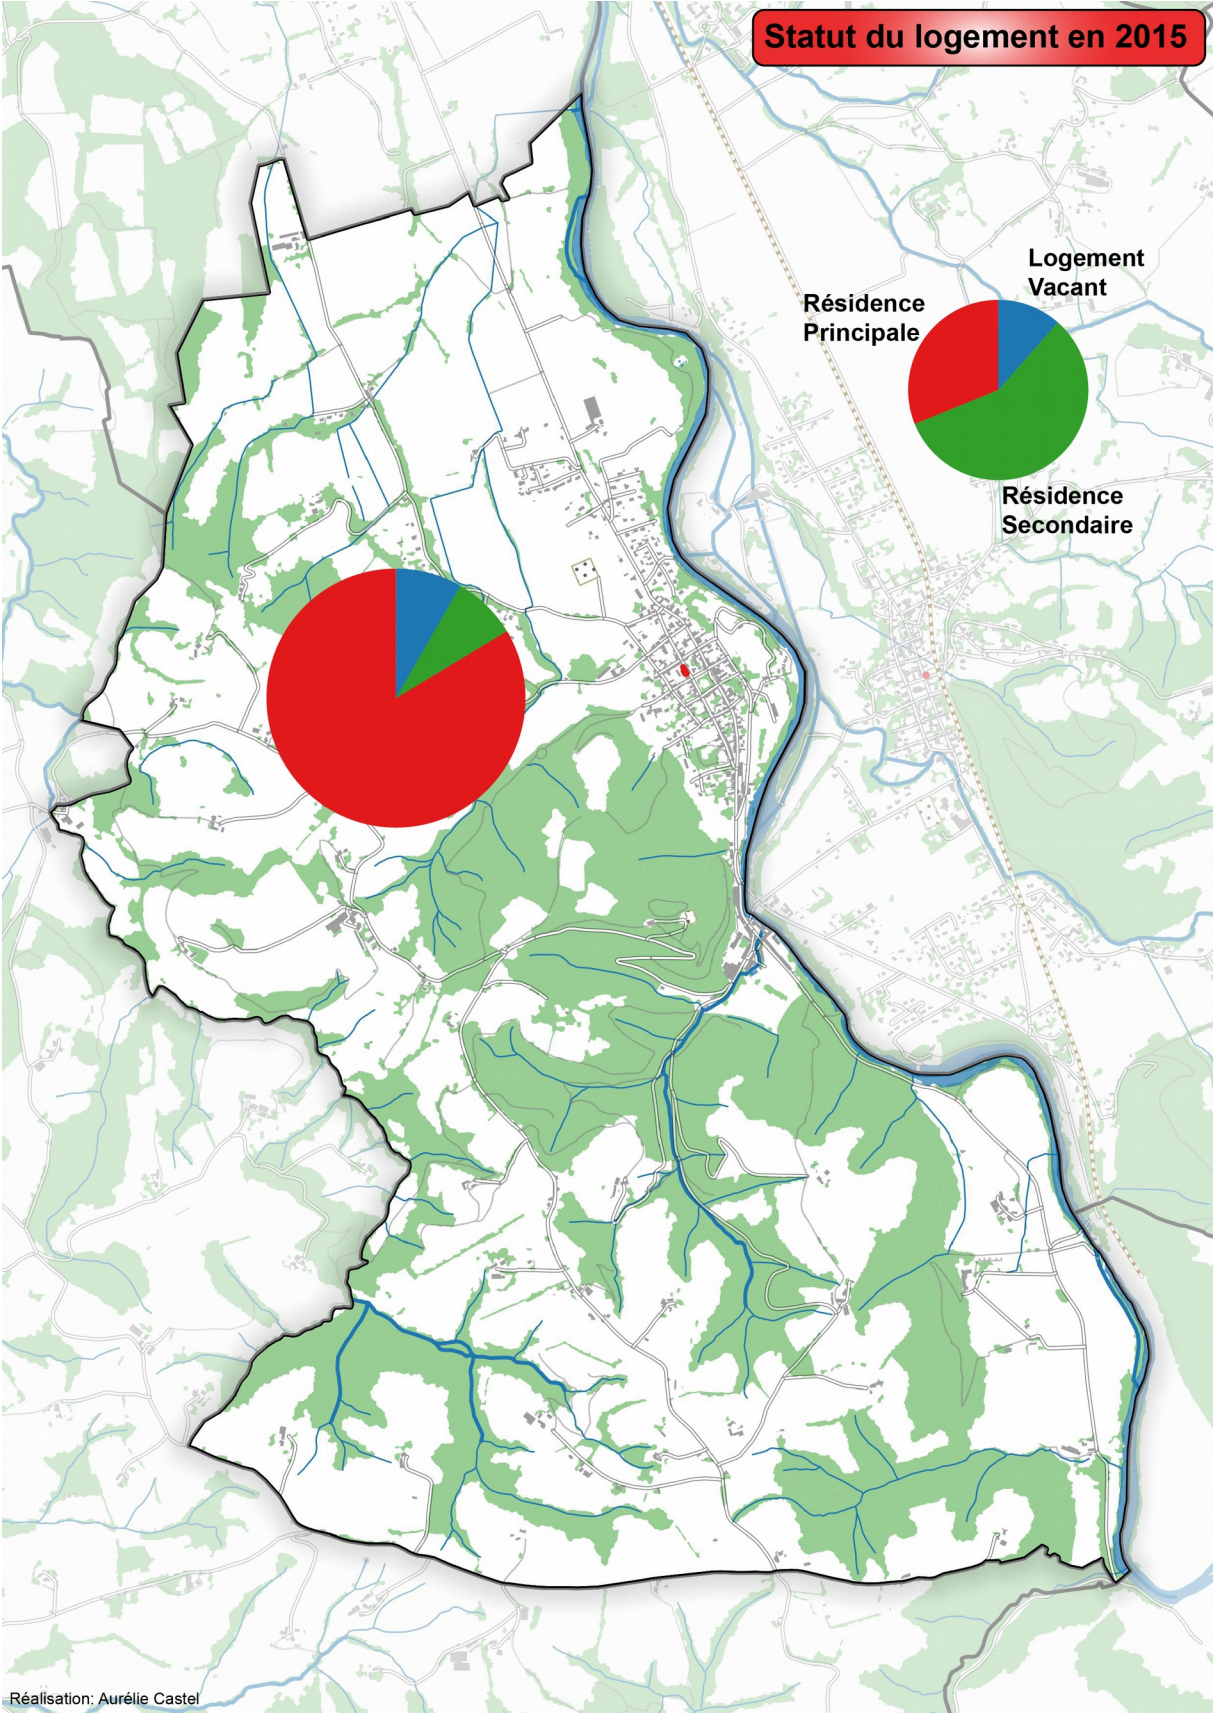 Statut du logement en 2015
Logement
Vacant
Résidence
Principale
Résidence
Secondaire
Réalisation: Aurélie Castel